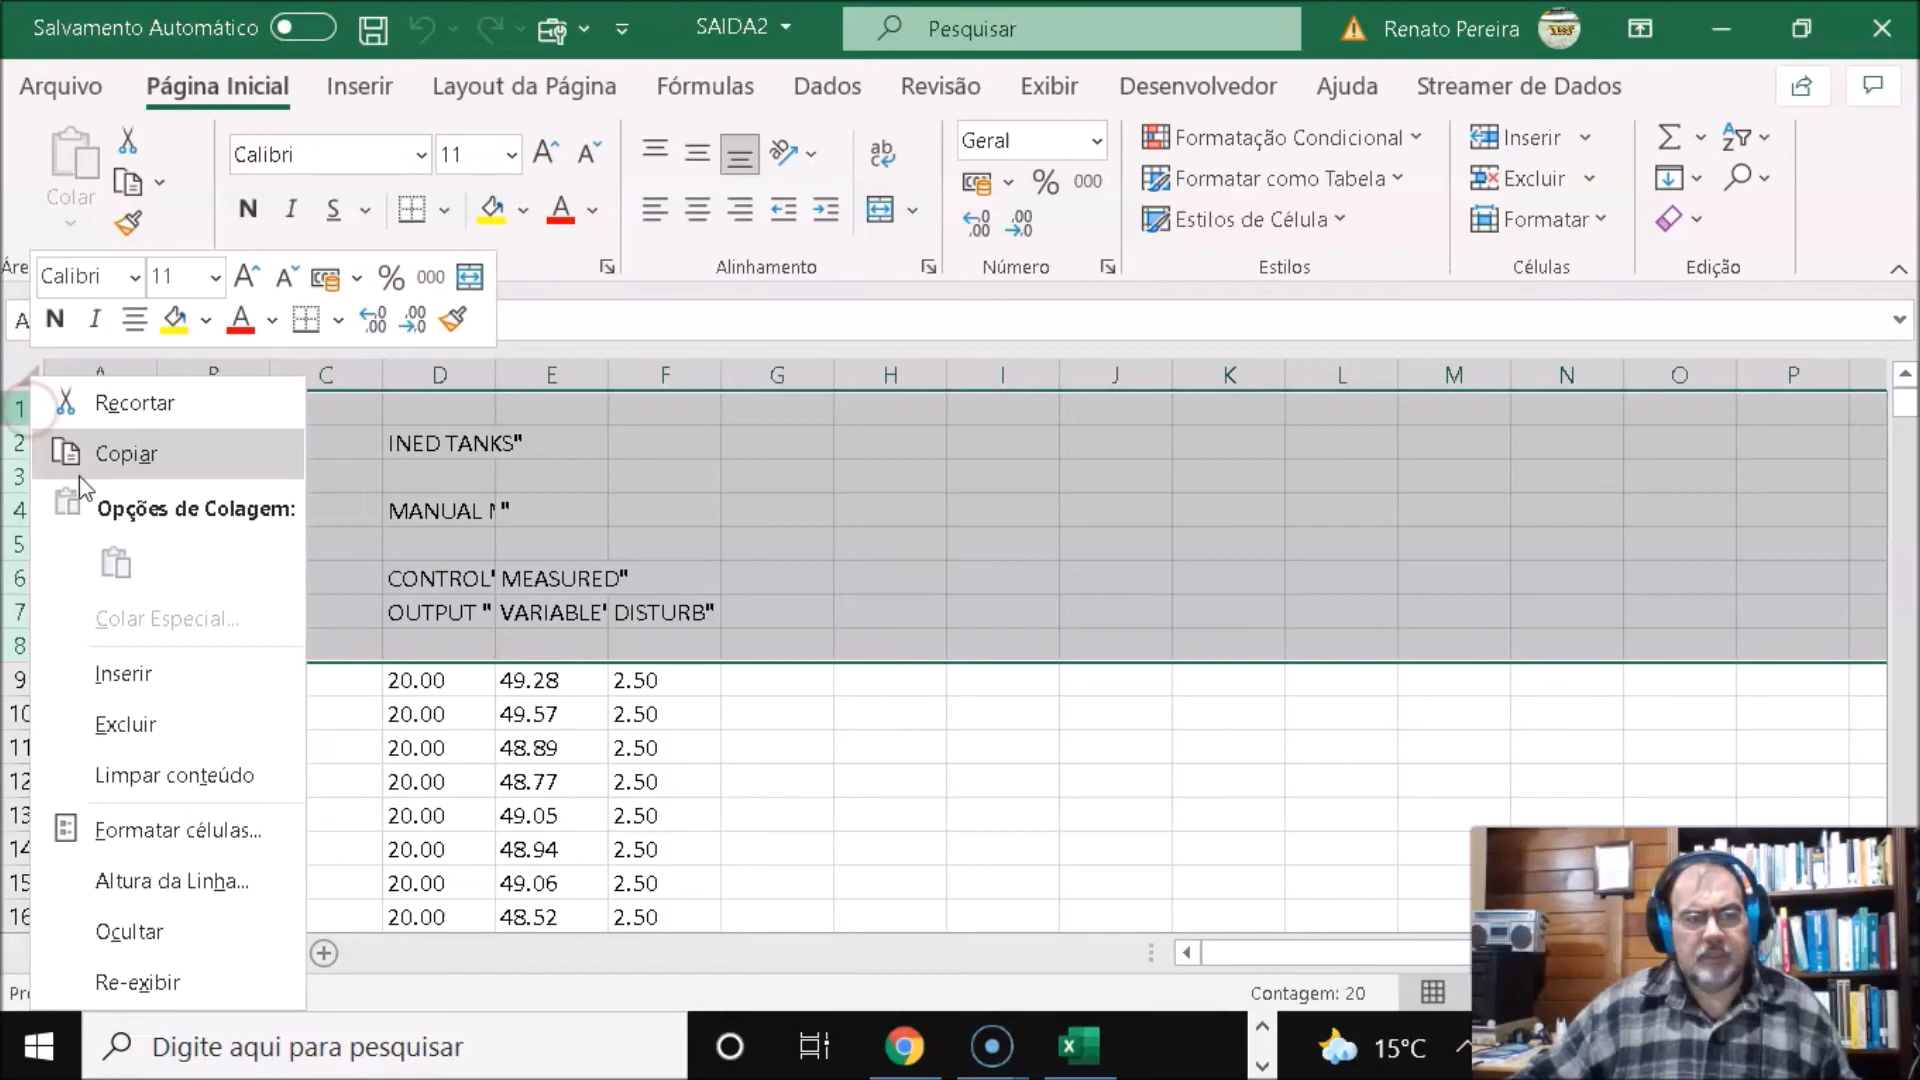 Salvamento Automático SAIDA2 Pesquisar Renato Pereira
Arquivo Página Inicial Inserir Layout da Página Fórmulas Dados Revisão Exibir Desenvolvedor Ajuda Streamer de Dados
Colar Calibri 11 Geral Formatação Condicional Inserir
ab
c
% 000 Formatar como Tabela Excluir
N I S A Estilos de Célula Formatar
Alinhamento Número Estilos Células Edição
Calibri 11 % 000
N I A
A B C D E F G H I J K L M N O P
1
2 INED TANKS"
3
4 MANUAL "
5
6 CONTROL' MEASURED"
7 OUTPUT " VARIABLE' DISTURB"
8
9 20.00 49.28 2.50
10 20.00 49.57 2.50
11 20.00 48.89 2.50
12 20.00 48.77 2.50
13 20.00 49.05 2.50
14 20.00 48.94 2.50
15 20.00 49.06 2.50
16 20.00 48.52 2.50
Recortar
Copiar
Opções de Colagem:
Colar Especial...
Inserir
Excluir
Limpar conteúdo
Formatar células...
Altura da Linha...
Ocultar
Re-exibir
Contagem: 20
Digite aqui para pesquisar 15°C